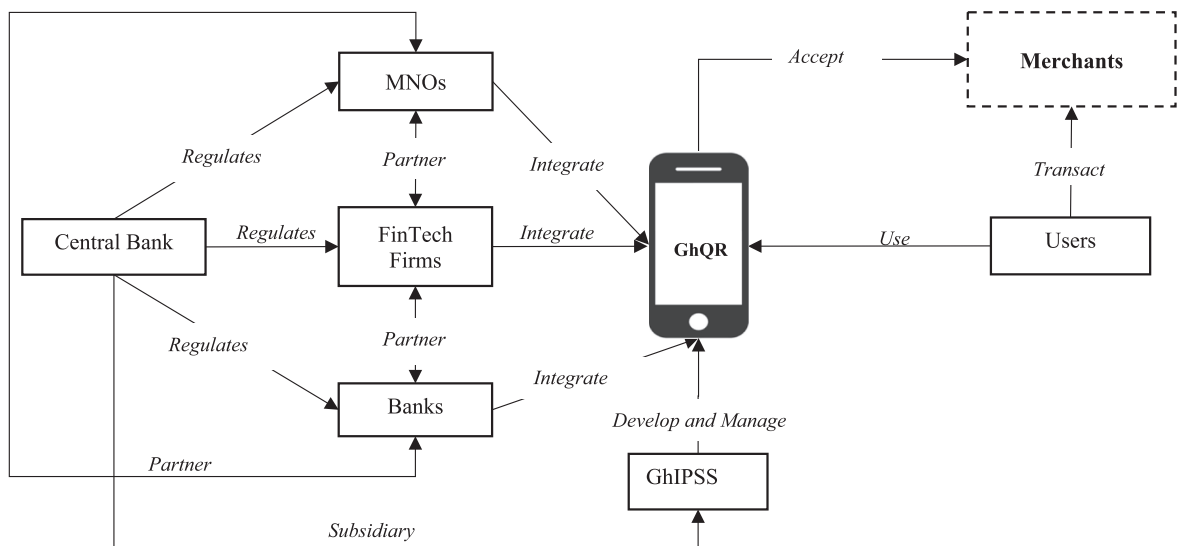 Accept
Merchants
MNOs
Regulates
Partner
Integrate
Transact
Central Bank
Regulates
FinTech
Firms
Integrate
GhQR
Use
Users
Regulates
Partner
Integrate
Banks
Develop and Manage
Partner
GhIPSS
Subsidiary